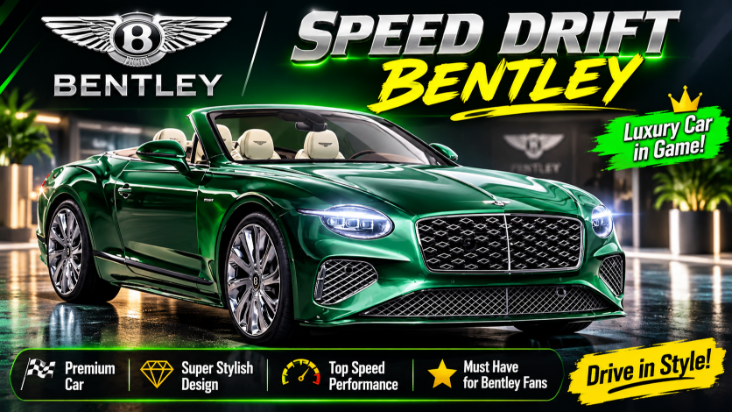 BENTLEY
SPEED DRIFT
BENTLEY
Luxury Car
in Game!
BENTLEY
Premium
Car
Super Stylish
Design
Top Speed
Performance
Must Have
for Bentley Fans
Drive in Style!